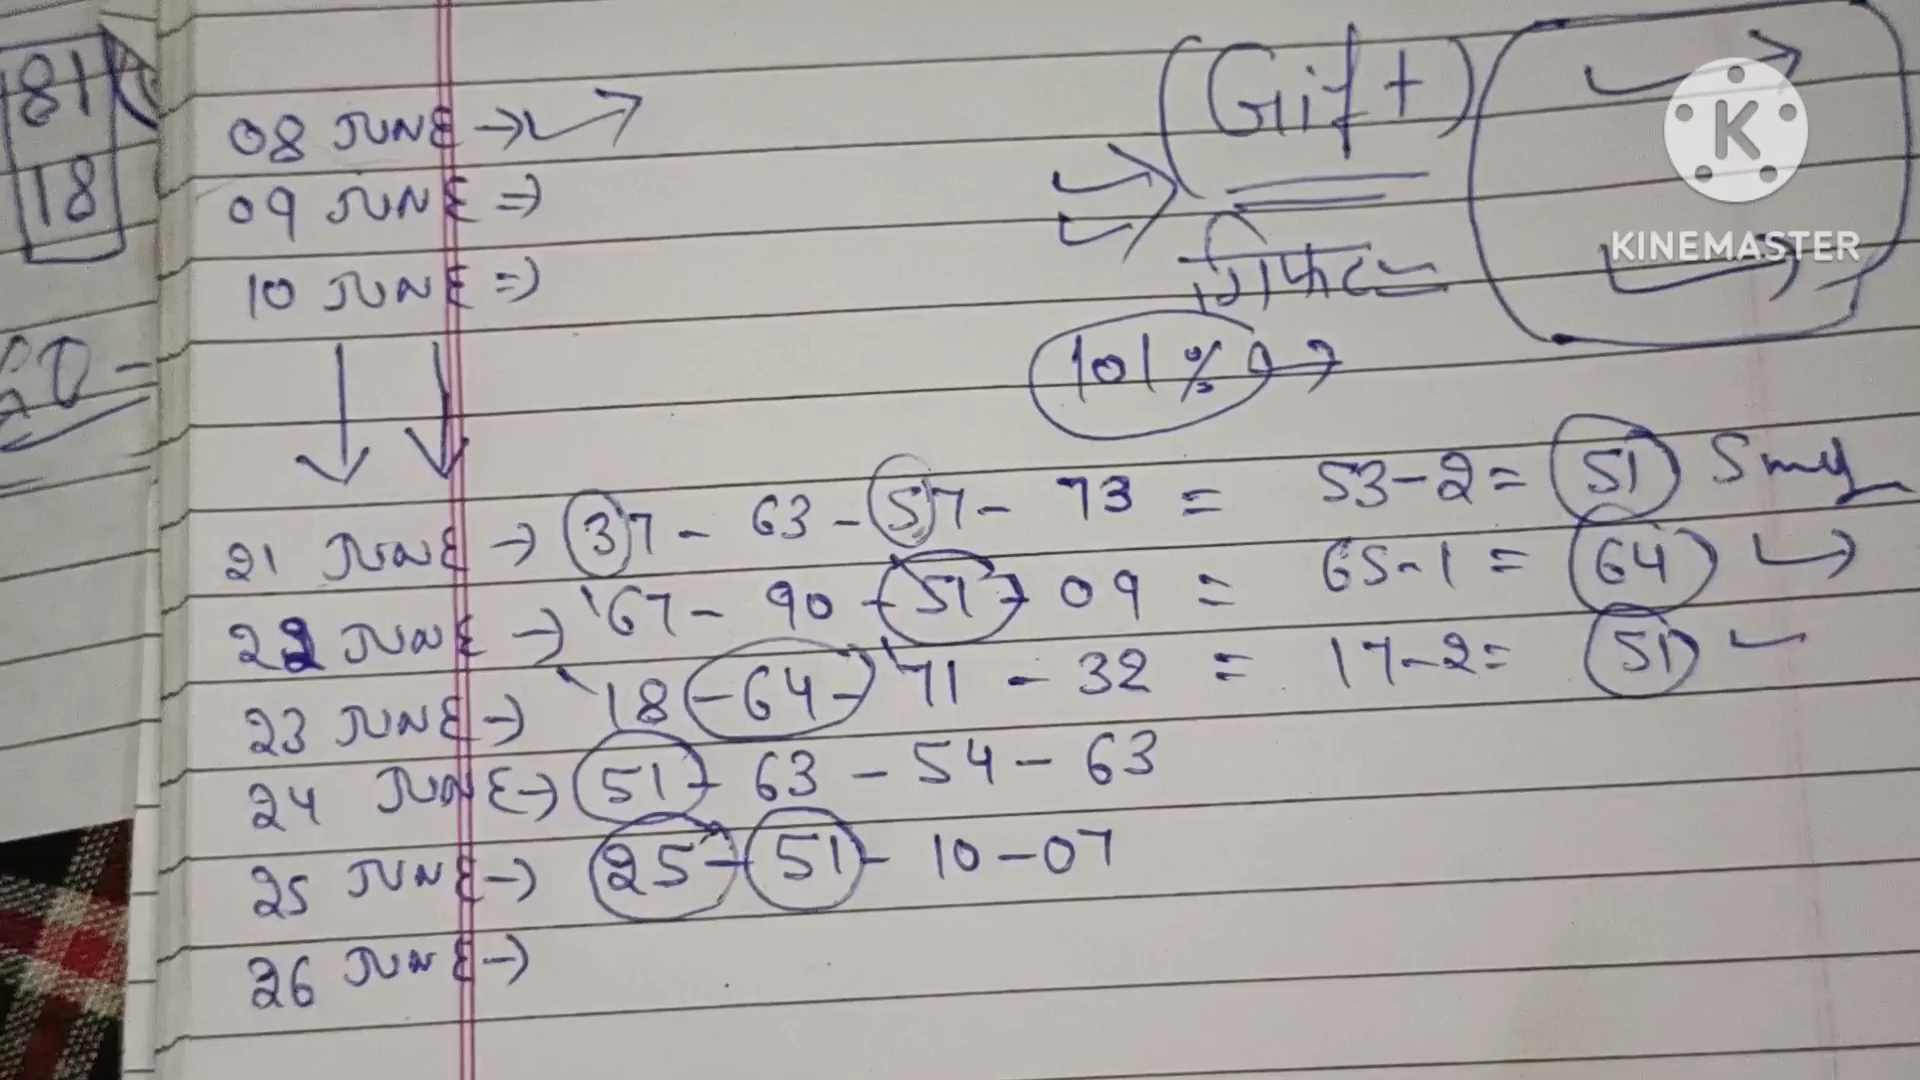 81
18
08 JUNE →
09 JUNE ⇒
10 JUNE ⇒
(Gift)
KINEMASTER
गिफ्ट
101%
21 JUNE → 37 - 63 - 57 - 73 = 53-2= 51
22 JUNE → 67 - 90 - 51 - 09 = 65-1 = 64
23 JUNE → 18 - 64 - 71 - 32 = 17-2= 51
24 JUNE → 51 - 63 - 54 - 63
25 JUNE → 25 - 51 - 10 - 07
26 JUNE →